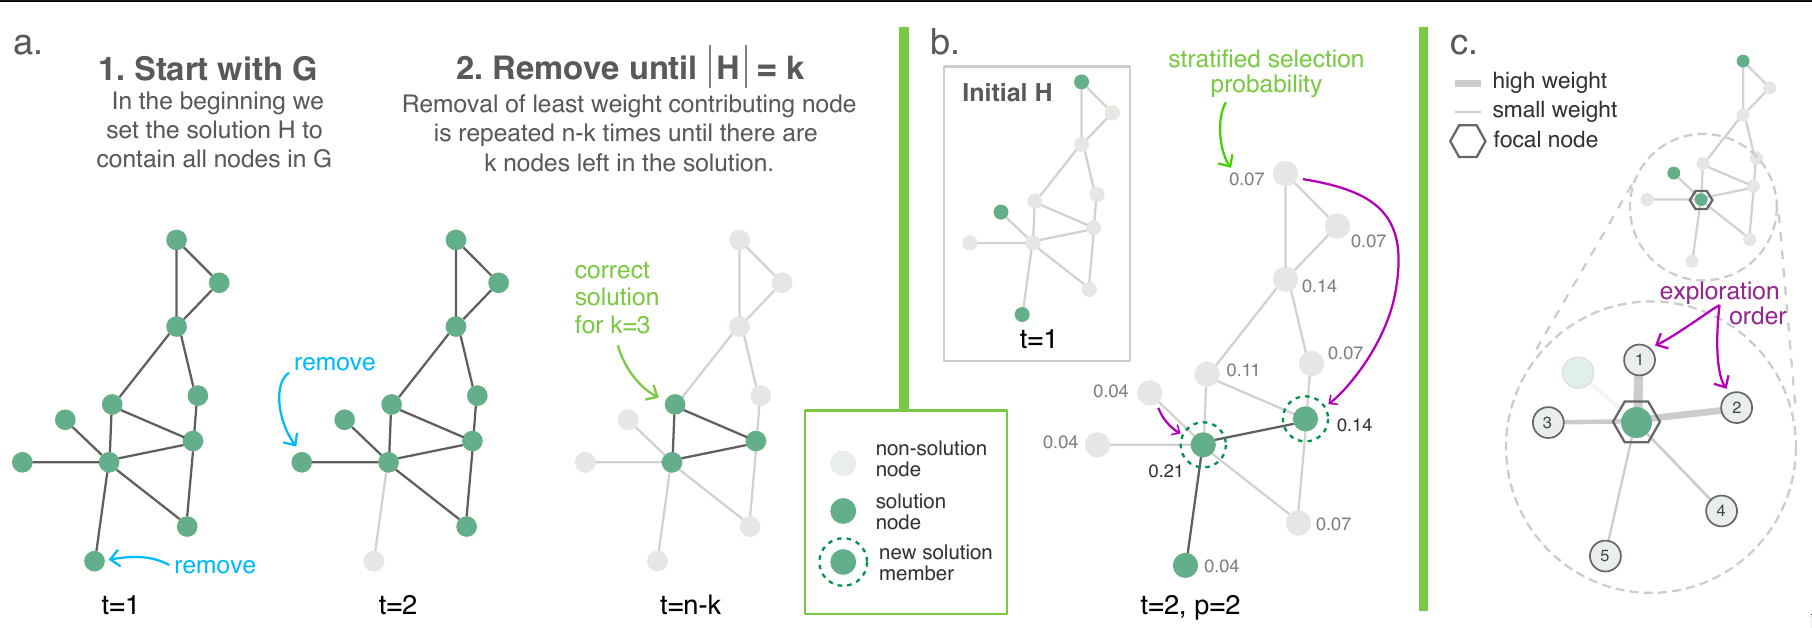 a.
1. Start with G
In the beginning we
set the solution H to
contain all nodes in G
2. Remove until |H| = k
Removal of least weight contributing node
is repeated n-k times until there are
k nodes left in the solution.
remove
t=1
remove
t=2
correct
solution
for k=3
t=n-k
non-solution
node
solution
node
new solution
member
b.
Initial H
t=1
stratified selection
probability
0.07
0.07
0.14
0.07
0.11
0.04
0.14
0.04
0.21
0.07
0.04
t=2, p=2
c.
high weight
small weight
focal node
exploration
order
1
2
3
4
5